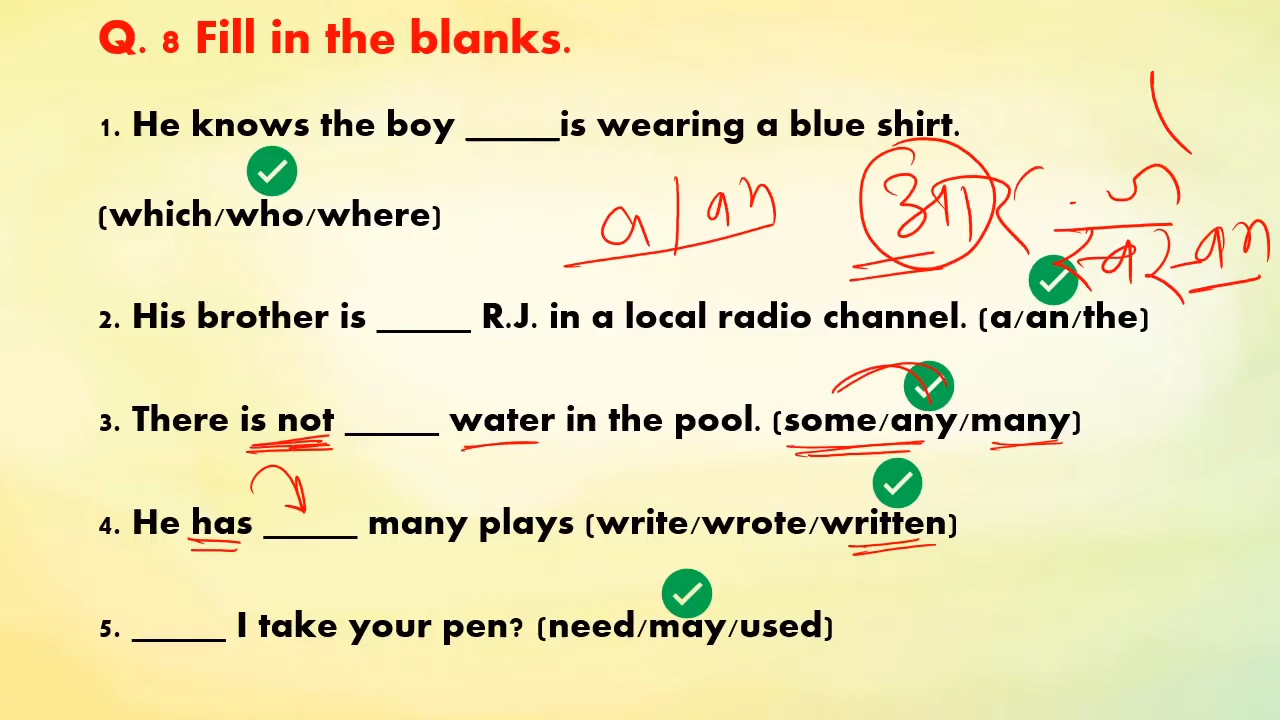 Q. 8 Fill in the blanks.
1. He knows the boy _____is wearing a blue shirt.
(which/who/where)
a/an
आर
स्वर - an
2. His brother is _____ R.J. in a local radio channel. (a/an/the)
3. There is not _____ water in the pool. (some/any/many)
4. He has _____ many plays (write/wrote/written)
5. _____ I take your pen? (need/may/used)